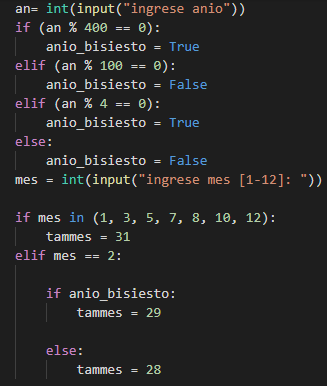 an= int(input("ingrese anio"))
if (an % 400 == 0):
    anio_bisiesto = True
elif (an % 100 == 0):
    anio_bisiesto = False
elif (an % 4 == 0):
    anio_bisiesto = True
else:
    anio_bisiesto = False
mes = int(input("ingrese mes [1-12]: "))
if mes in (1, 3, 5, 7, 8, 10, 12):
    tammes = 31
elif mes == 2:
    if anio_bisiesto:
        tammes = 29
    else:
        tammes = 28